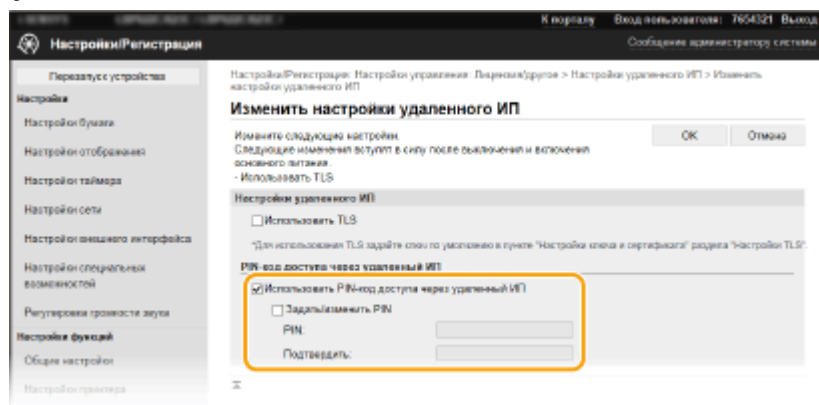 К порталу Вход пользователя: 7654321 Выход
Настройки/Регистрация
Сообщение администратору системы
Перезапуск устройства
Настройка
Настройки бумаги
Настройки отображения
Настройки таймера
Настройки сети
Настройки внешнего интерфейса
Настройки специальных
возможностей
Регулировка громкости звука
Настройки функций
Общие настройки
Настройки принтера
Настройки/Регистрация: Настройки управления: Лицензия/другое > Настройки удаленного ИП > Изменить
настройки удаленного ИП
Изменить настройки удаленного ИП
Измените следующие настройки.
Следующие изменения вступят в силу после выключения и включения
основного питания.
- Использовать TLS
OK Отмена
Настройки удаленного ИП
Использовать TLS
*Для использования TLS задайте ключ по умолчанию в пункте "Настройки ключа и сертификата" раздела "Настройки TLS".
PIN-код доступа через удаленный ИП
Использовать PIN-код доступа через удаленный ИП
Задать/изменить PIN
PIN:
Подтвердить: